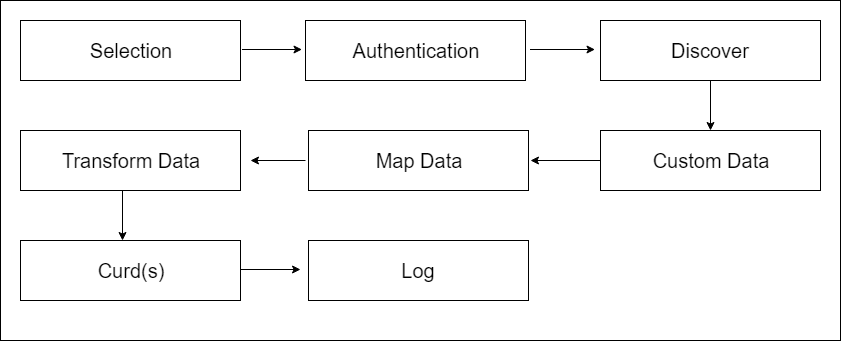 Selection
Authentication
Discover
Custom Data
Map Data
Transform Data
Curd(s)
Log